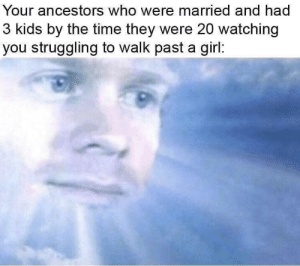 Your ancestors who were married and had
3 kids by the time they were 20 watching
you struggling to walk past a girl: